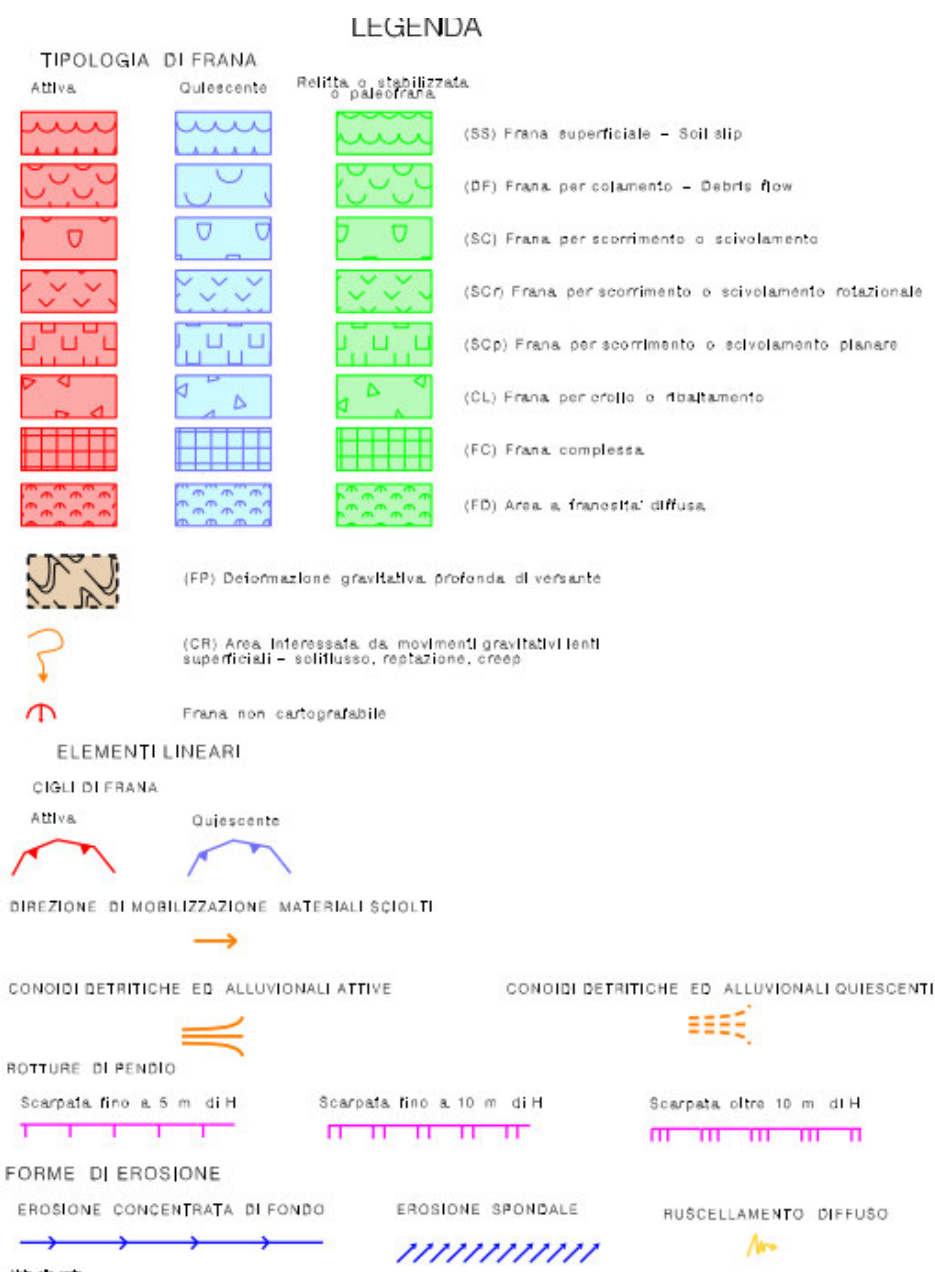 LEGENDA
TIPOLOGIA DI FRANA
Attiva
Quiescente
Relitta o stabilizzata
o paleofrana
(SS) Frana superficiale - Soil slip
(DF) Frana per colamento - Debris flow
(SC) Frana per scorrimento o scivolamento
(SCr) Frana per scorrimento o scivolamento rotazionale
(SCp) Frana per scorrimento o scivolamento planare
(CL) Frana per crollo o ribaltamento
(FC) Frana complessa
(FD) Area a franosita' diffusa
(FP) Deformazione gravitativa profonda di versante
(CR) Area interessata da movimenti gravitativi lenti
superficiali - soliflusso, reptazione, creep
Frana non cartografabile
ELEMENTI LINEARI
CIGLI DI FRANA
Attiva
Quiescente
DIREZIONE DI MOBILIZZAZIONE MATERIALI SCIOLTI
CONOIDI DETRITICHE ED ALLUVIONALI ATTIVE
CONOIDI DETRITICHE ED ALLUVIONALI QUIESCENTI
ROTTURE DI PENDIO
Scarpata fino a 5 m di H
Scarpata fino a 10 m di H
Scarpata oltre 10 m di H
FORME DI EROSIONE
EROSIONE CONCENTRATA DI FONDO
EROSIONE SPONDALE
RUSCELLAMENTO DIFFUSO